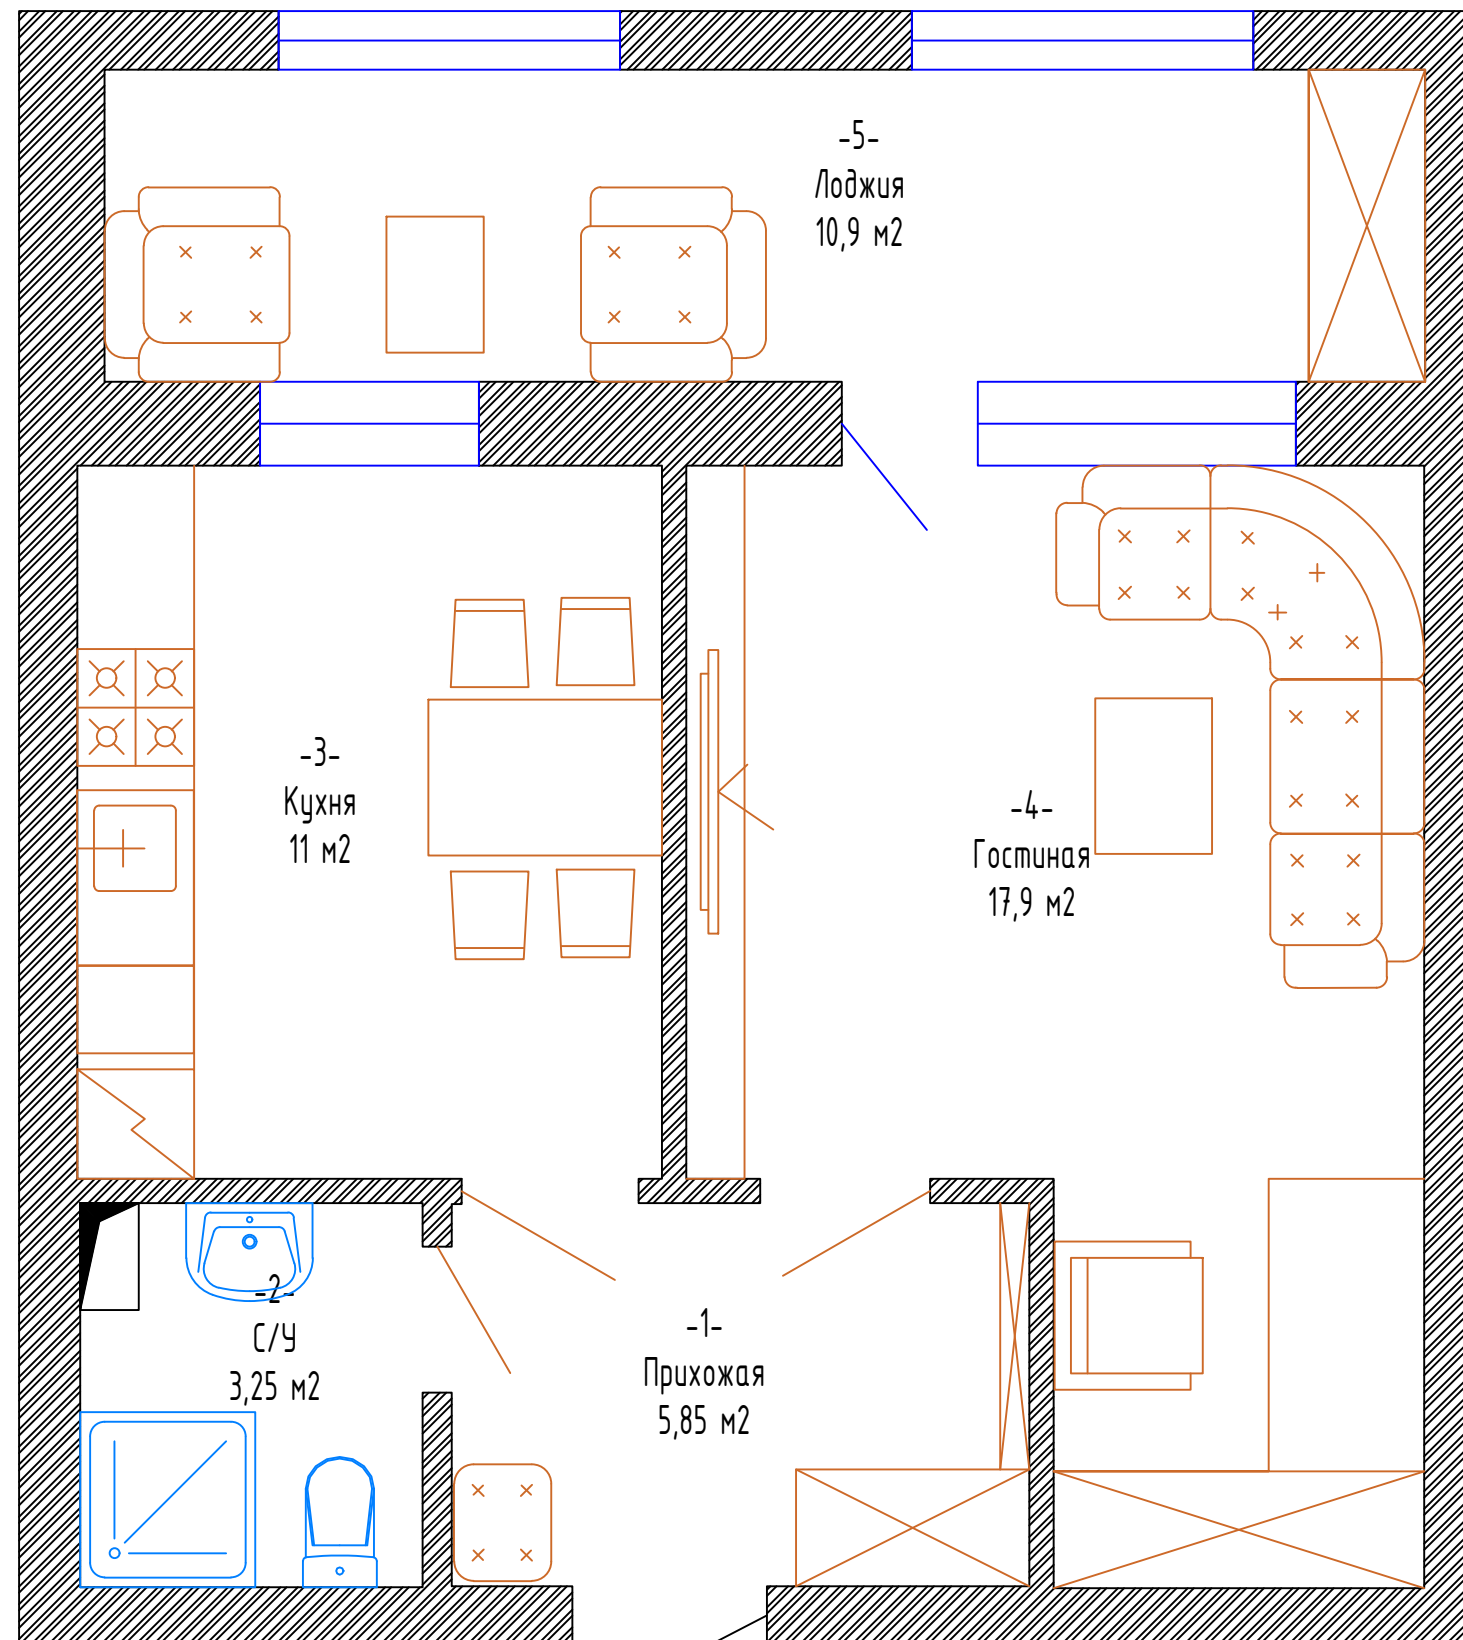 -5-
Лоджия
10,9 м2
-3-
Кухня
11 м2
-4-
Гостиная
17,9 м2
-2-
С/У
3,25 м2
-1-
Прихожая
5,85 м2